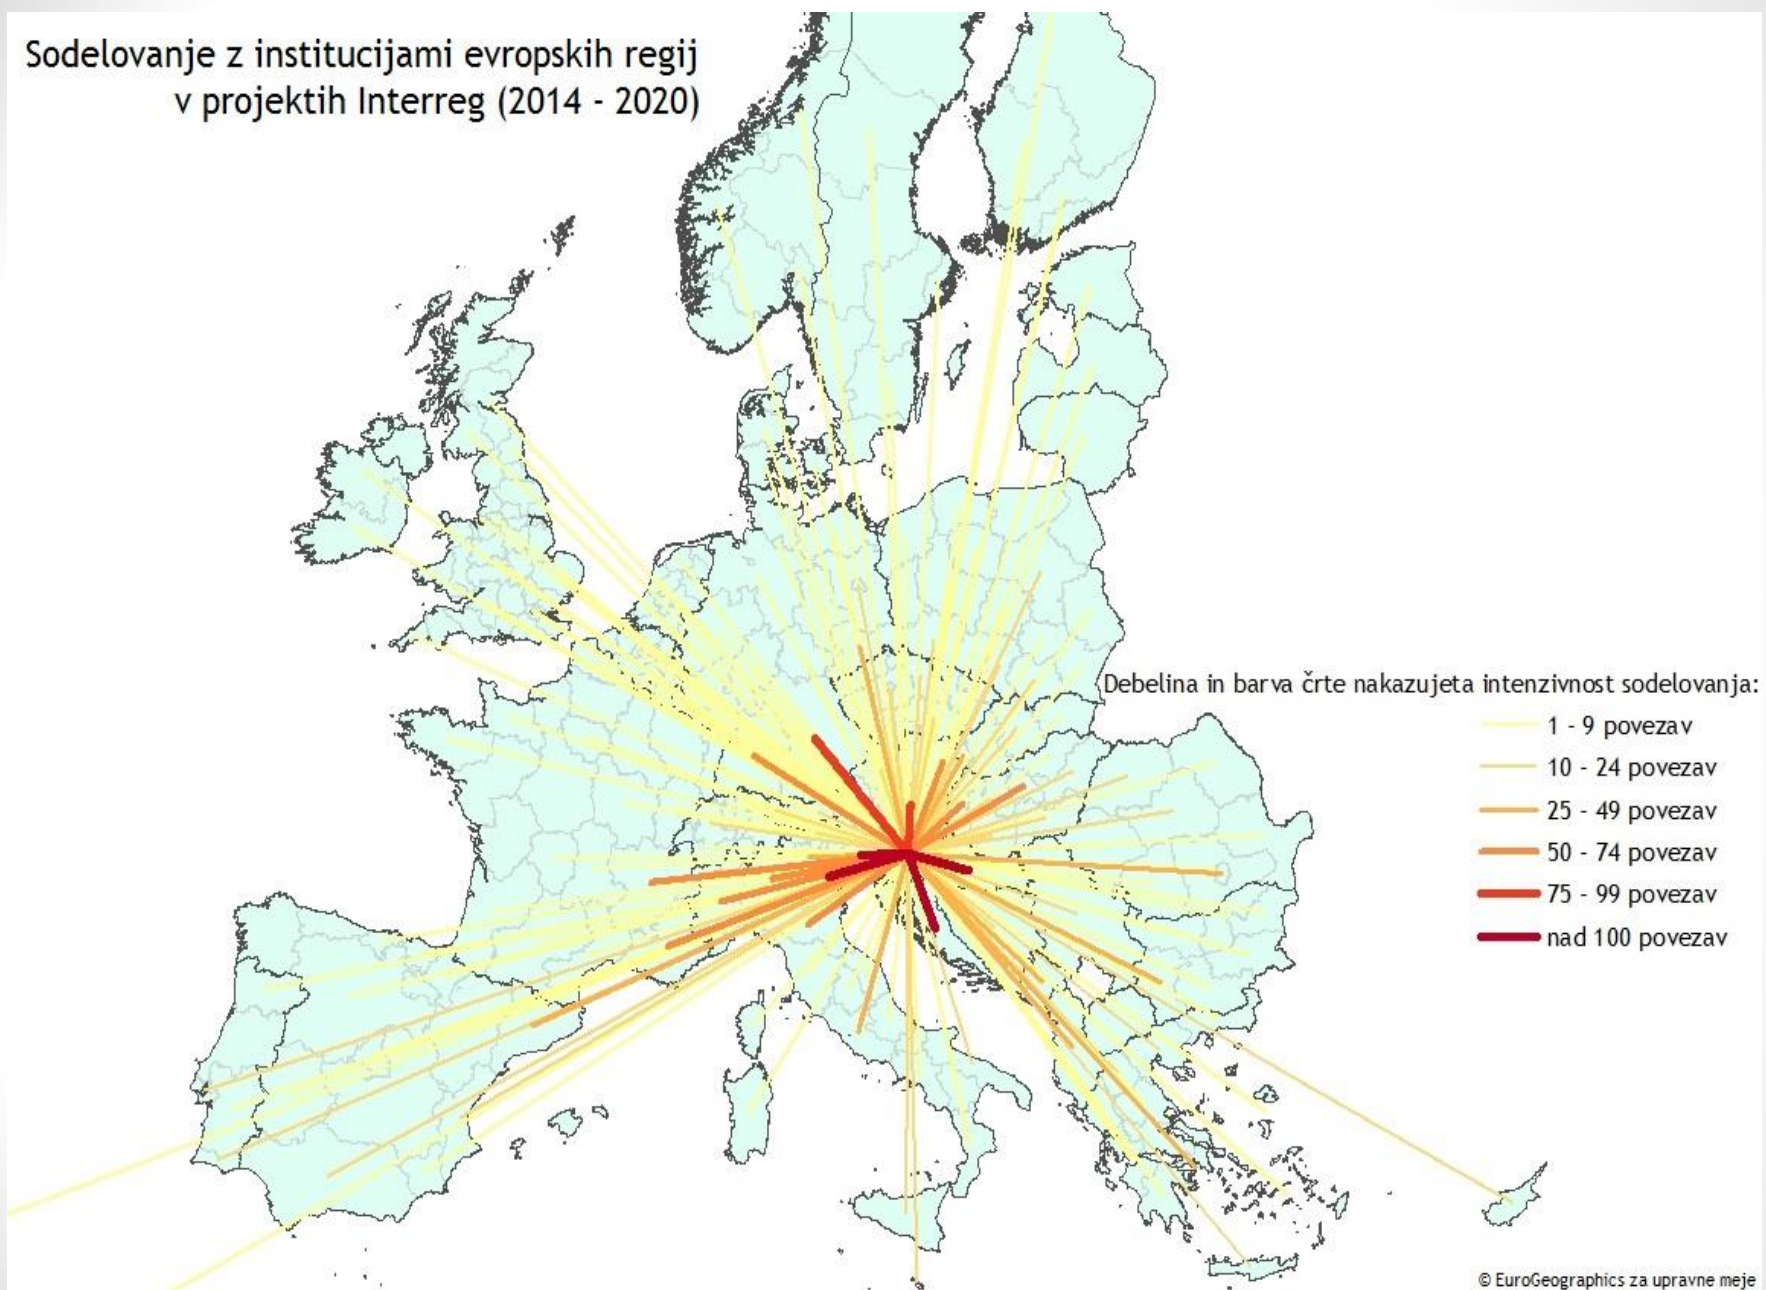 Sodelovanje z institucijami evropskih regij
v projektih Interreg (2014 - 2020)
Debelina in barva črte nakazujeta intenzivnost sodelovanja:
1 - 9 povezav
10 - 24 povezav
25 - 49 povezav
50 - 74 povezav
75 - 99 povezav
nad 100 povezav
© EuroGeographics za upravne meje